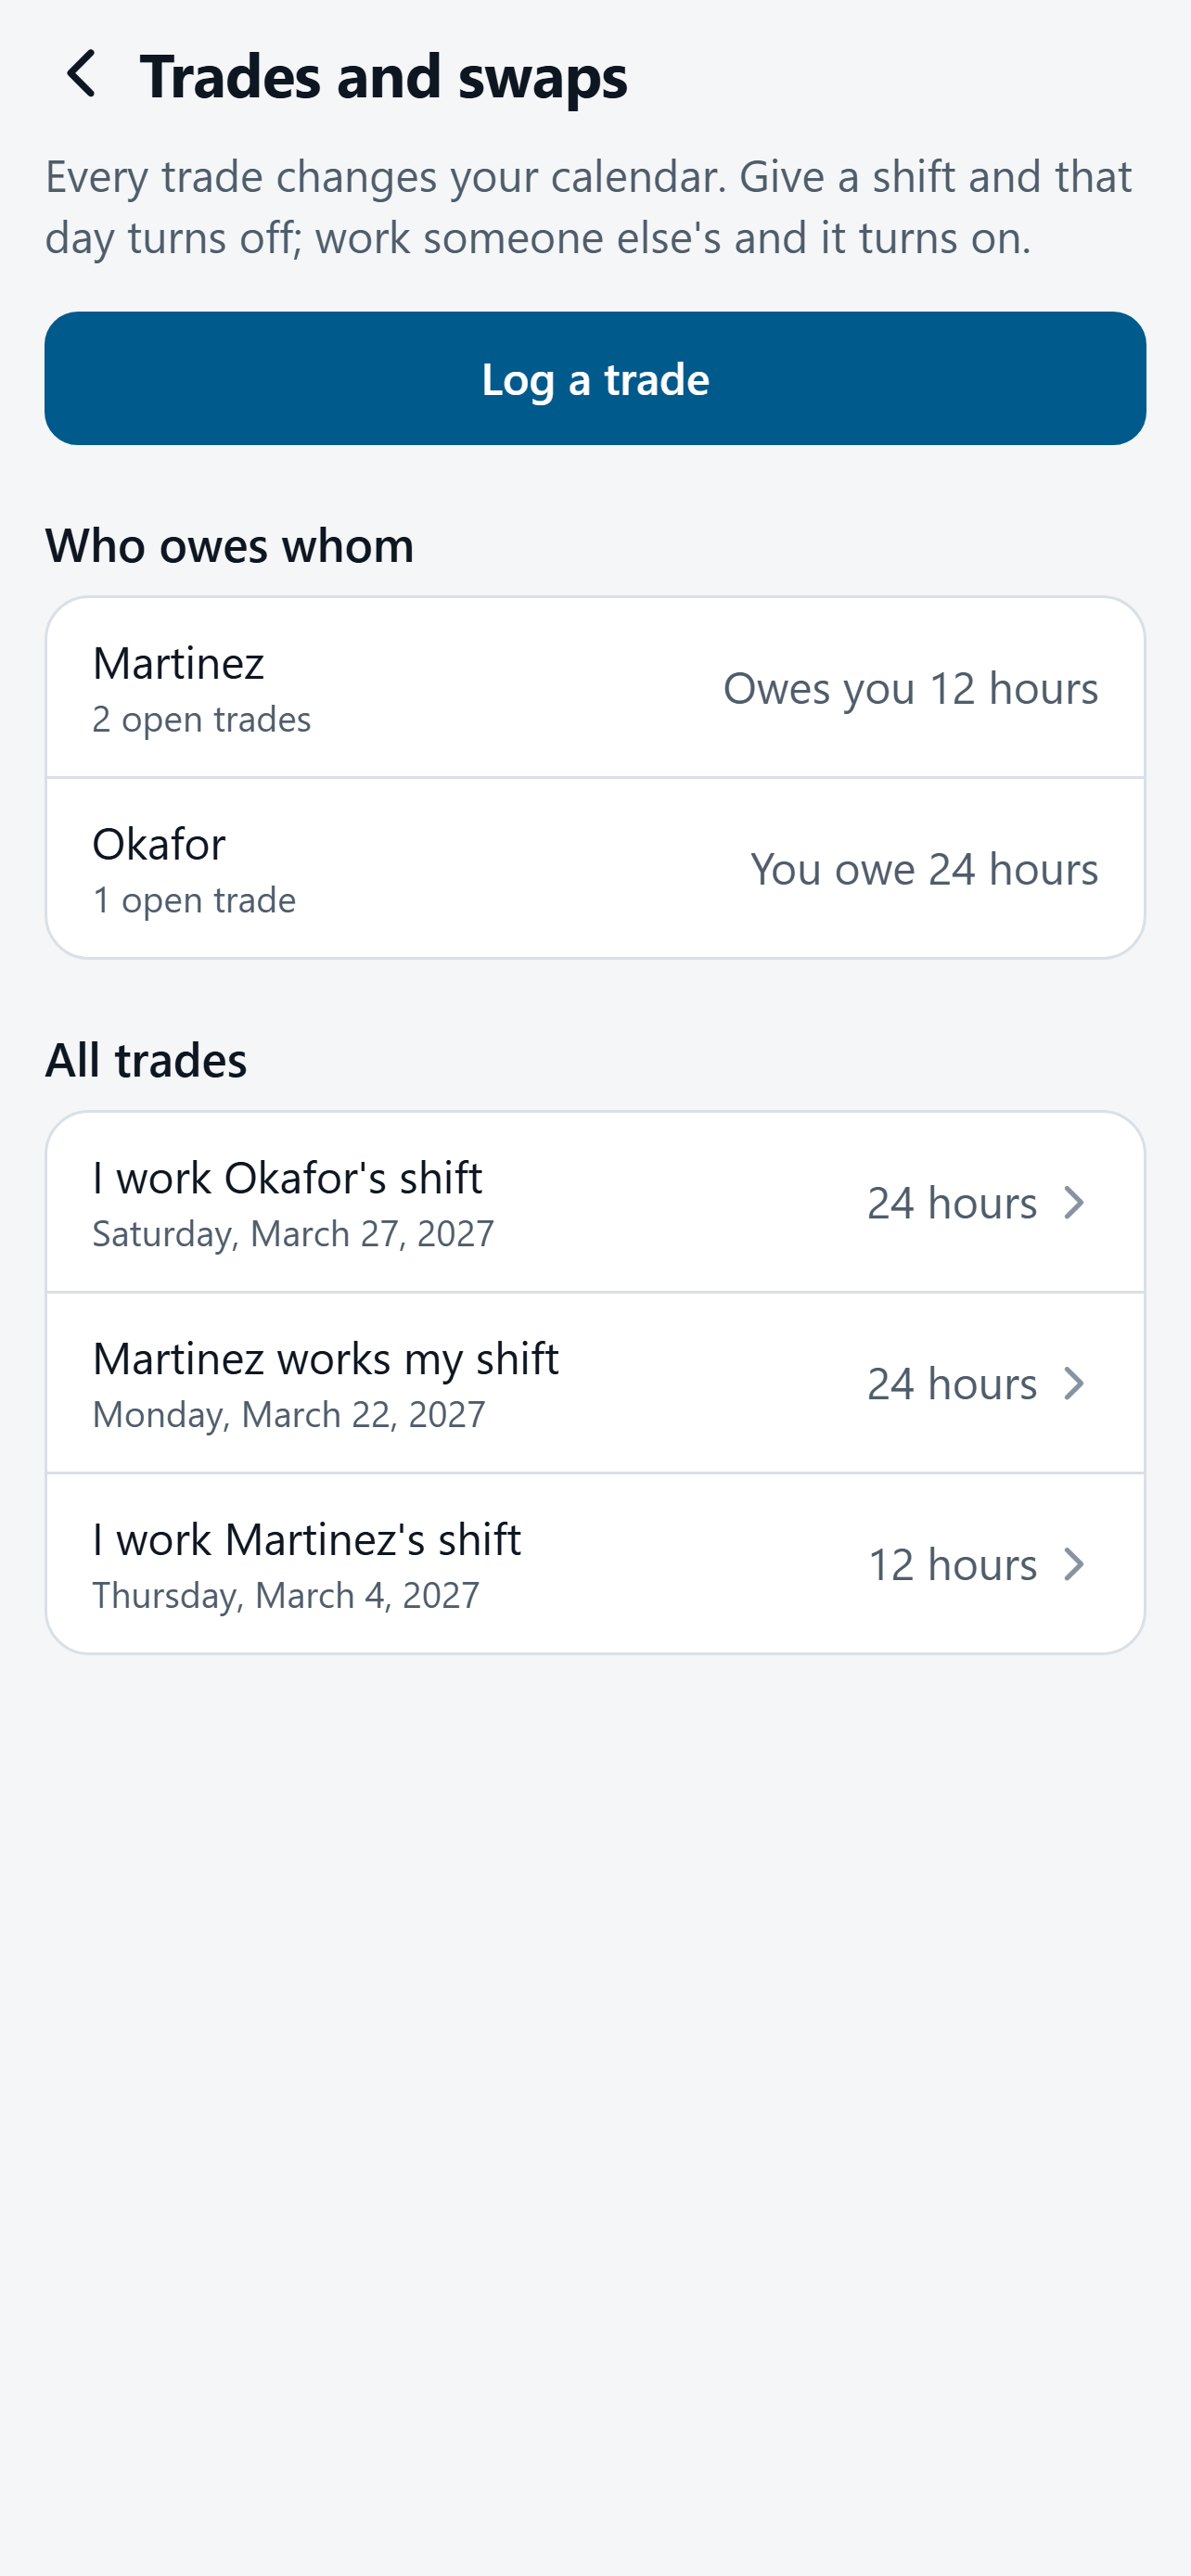 Trades and swaps
Every trade changes your calendar. Give a shift and that
day turns off; work someone else's and it turns on.
Log a trade
Who owes whom
Martinez
2 open trades
Owes you 12 hours
Okafor
1 open trade
You owe 24 hours
All trades
I work Okafor's shift
Saturday, March 27, 2027
24 hours
Martinez works my shift
Monday, March 22, 2027
24 hours
I work Martinez's shift
Thursday, March 4, 2027
12 hours